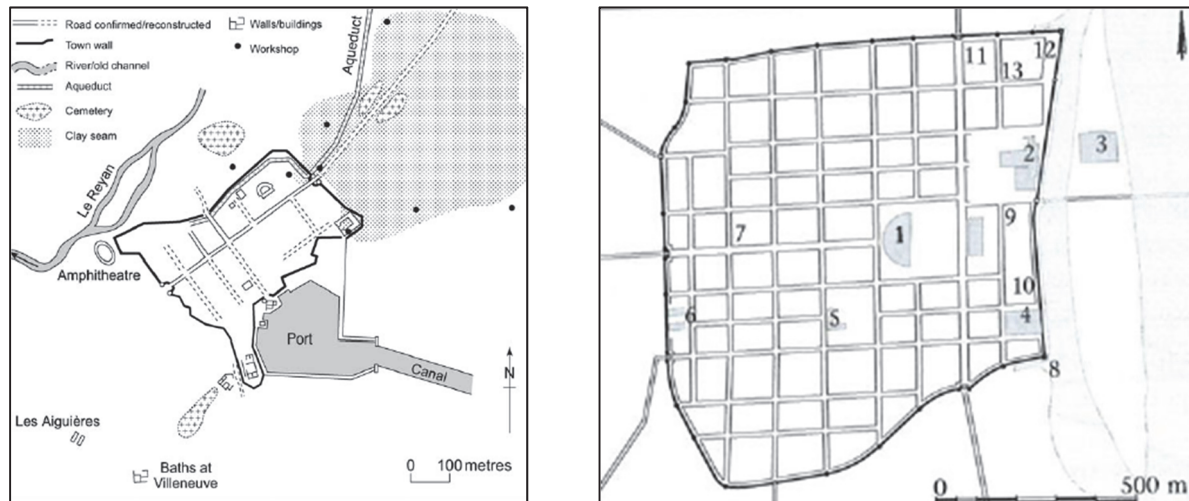 Road confirmed/reconstructed
Walls/buildings
Town wall
Workshop
River/old channel
Aqueduct
Cemetery
Clay seam
Aqueduct
Le Reyan
Amphitheatre
Port
Canal
N
Les Aiguières
Baths at
Villeneuve
0 100 metres
11
12
13
2
3
9
7
1
10
6
5
4
8
0
500 m